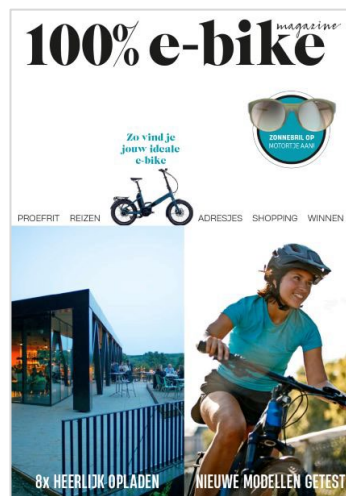 100% e-bike
magazine
Zo vind je
jouw ideale
e-bike
ZONNEBRIL OP
MOTORTJE AAN!
PROEFRIT REIZEN ADRESJES SHOPPING WINNEN
8x HEERLIJK OPLADEN
NIEUWE MODELLEN GETEST